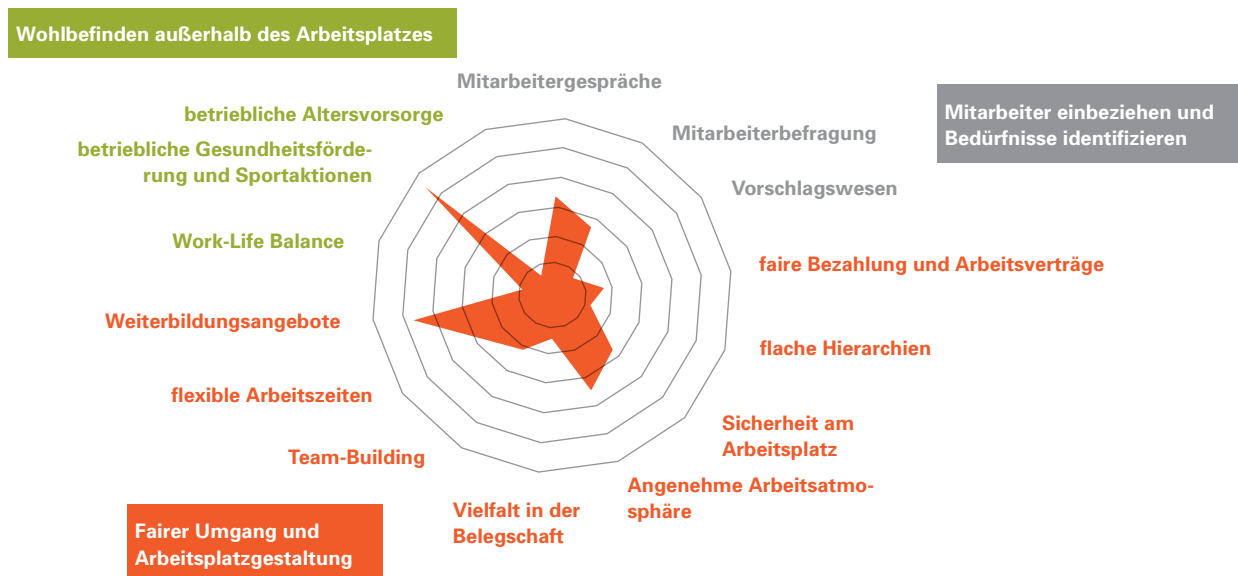 Wohlbefinden außerhalb des Arbeitsplatzes
Mitarbeitergespräche
betriebliche Altersvorsorge
Mitarbeiter einbeziehen und
Bedürfnisse identifizieren
Mitarbeiterbefragung
betriebliche Gesundheitsförde-
rung und Sportaktionen
Vorschlagswesen
Work-Life Balance
faire Bezahlung und Arbeitsverträge
Weiterbildungsangebote
flache Hierarchien
flexible Arbeitszeiten
Sicherheit am
Arbeitsplatz
Team-Building
Angenehme Arbeitsatmo-
sphäre
Vielfalt in der
Belegschaft
Fairer Umgang und
Arbeitsplatzgestaltung